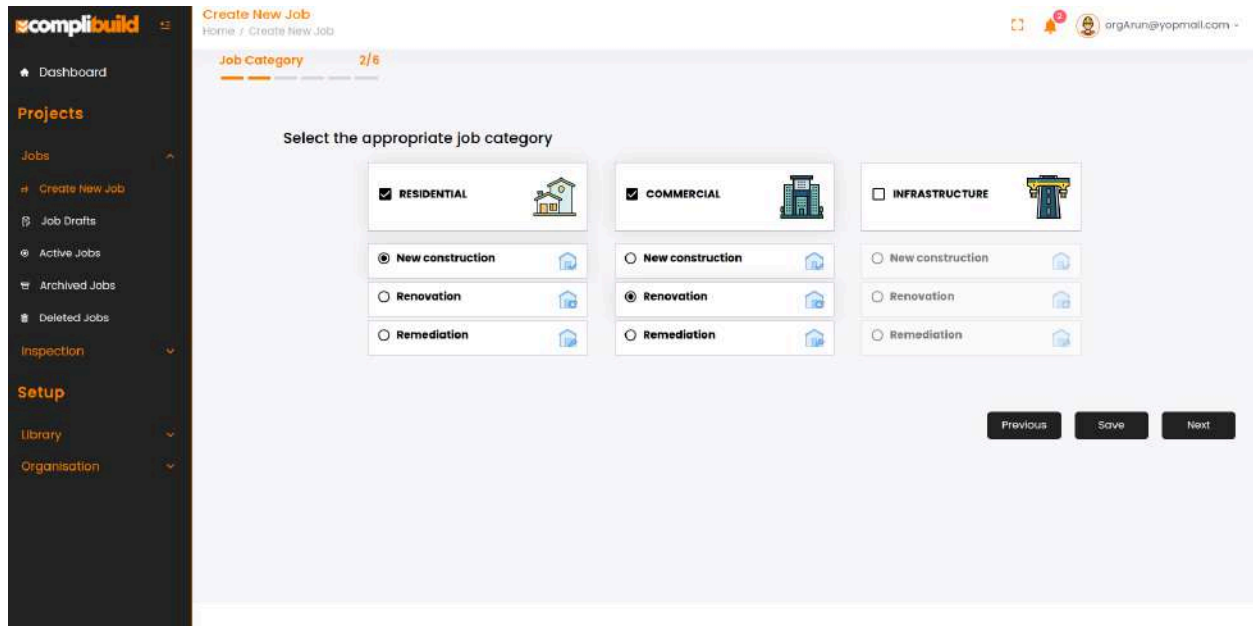 complibuild
Create New Job
Home / Create New Job
2
orgArun@yopmail.com
Dashboard
Projects
Jobs
Create New Job
Job Drafts
Active Jobs
Archived Jobs
Deleted Jobs
Inspection
Setup
Library
Organisation
Job Category 2/6
Select the appropriate job category
RESIDENTIAL COMMERCIAL INFRASTRUCTURE
New construction New construction New construction
Renovation Renovation Renovation
Remediation Remediation Remediation
Previous Save Next